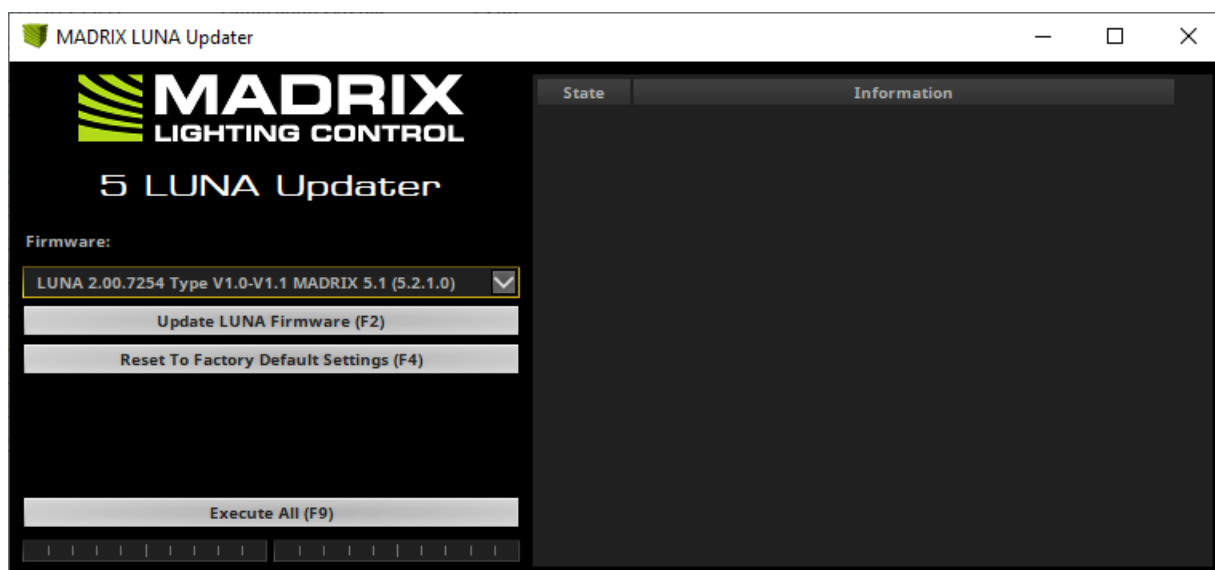 MADRIX LUNA Updater
MADRIX
LIGHTING CONTROL
5 LUNA Updater
State Information
Firmware:
LUNA 2.00.7254 Type V1.0-V1.1 MADRIX 5.1 (5.2.1.0)
Update LUNA Firmware (F2)
Reset To Factory Default Settings (F4)
Execute All (F9)